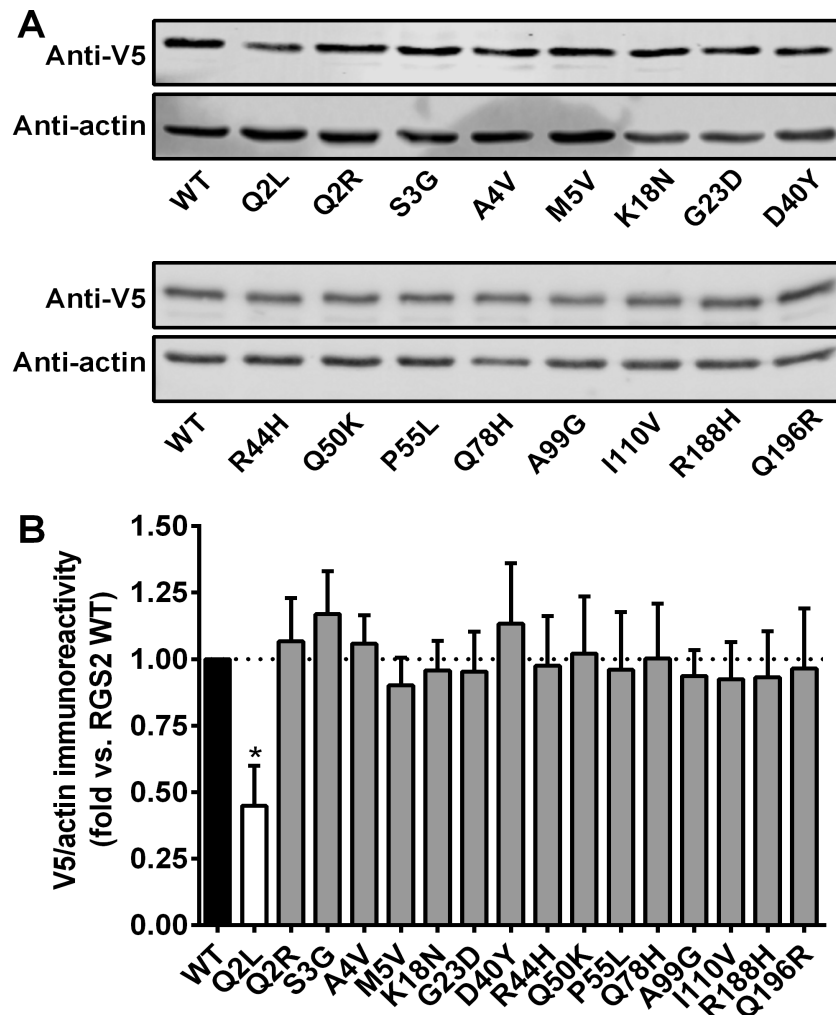 A
Anti-V5
Anti-actin
WT Q2L Q2R S3G A4V M5V K18N G23D D40Y
Anti-V5
Anti-actin
WT R44H Q50K P55L Q78H A99G I110V R188H Q196R
B
V5/actin immunoreactivity
(fold vs. RGS2 WT)
1.50
1.25
1.00
0.75
0.50
0.25
0.00
*
WT Q2L Q2R S3G A4V M5V K18N G23D D40Y R44H Q50K P55L Q78H A99G I110V R188H Q196R